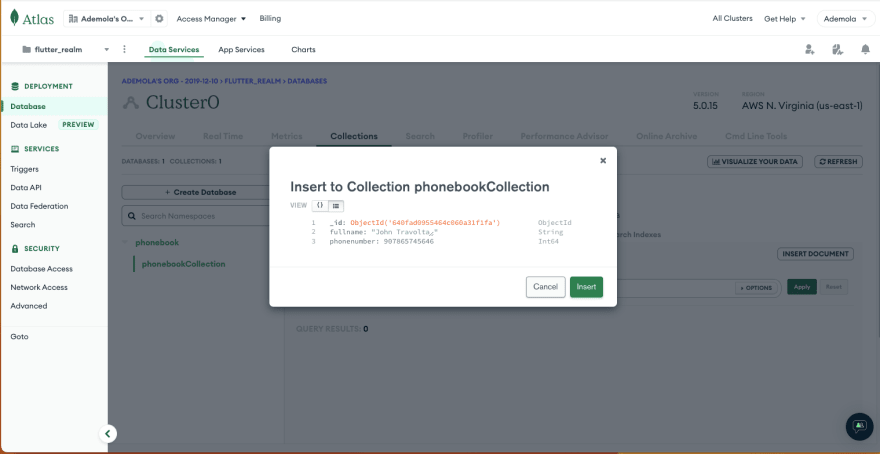 Atlas
Ademola's O...
Access Manager
Billing
All Clusters
Get Help
Ademola
flutter_realm
Data Services
App Services
Charts
DEPLOYMENT
Database
Data Lake PREVIEW
SERVICES
Triggers
Data API
Data Federation
Search
SECURITY
Database Access
Network Access
Advanced
Goto
ADEMOLA'S ORG - 2019-12-10 › FLUTTER_REALM › DATABASES
Cluster0
VERSION
5.0.15
REGION
AWS N. Virginia (us-east-1)
Overview
Real Time
Metrics
Collections
Search
Profiler
Performance Advisor
Online Archive
Cmd Line Tools
DATABASES: 1 COLLECTIONS: 1
VISUALIZE YOUR DATA
REFRESH
+ Create Database
Search Namespaces
phonebook
phonebookCollection
Insert to Collection phonebookCollection
VIEW {}
1 _id: ObjectId('640fad0955464c060a31f1fa') ObjectId
2 fullname: "John Travolta" String
3 phonenumber: 907865745646 Int64
Cancel
Insert
rch Indexes
INSERT DOCUMENT
+ OPTIONS
Apply
Reset
QUERY RESULTS: 0